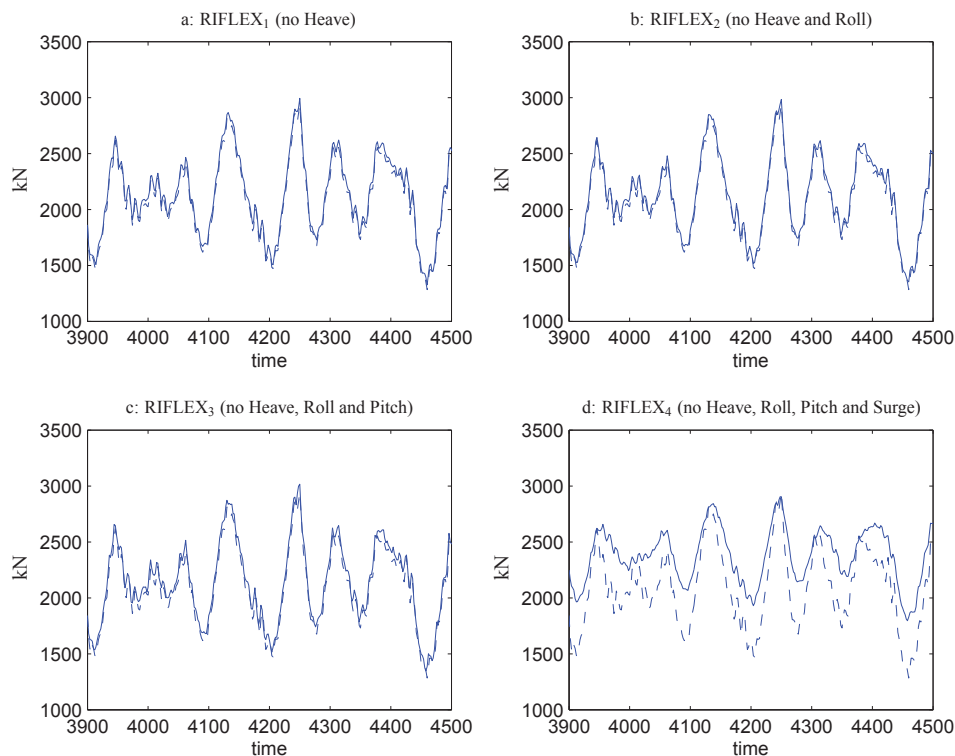 a: RIFLEX₁ (no Heave)
3500
3000
2500
2000
1500
1000
kN
3900 4000 4100 4200 4300 4400 4500
time
b: RIFLEX₂ (no Heave and Roll)
3500
3000
2500
2000
1500
1000
kN
3900 4000 4100 4200 4300 4400 4500
time
c: RIFLEX₃ (no Heave, Roll and Pitch)
3500
3000
2500
2000
1500
1000
kN
3900 4000 4100 4200 4300 4400 4500
time
d: RIFLEX₄ (no Heave, Roll, Pitch and Surge)
3500
3000
2500
2000
1500
1000
kN
3900 4000 4100 4200 4300 4400 4500
time